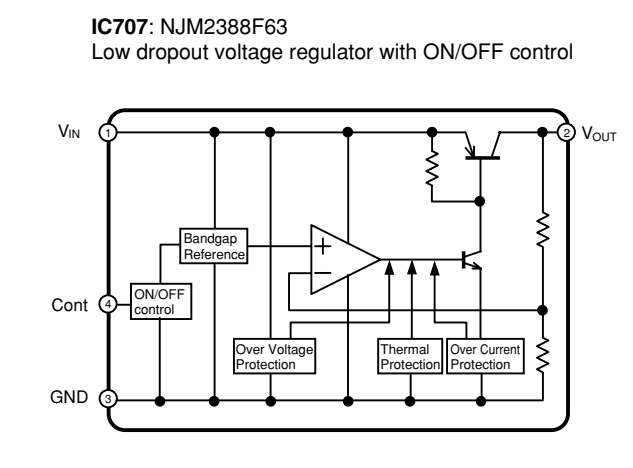 IC707: NJM2388F63
Low dropout voltage regulator with ON/OFF control
VIN 1
2 VOUT
Bandgap
Reference
+
−
Cont 4
ON/OFF
control
Over Voltage
Protection
Thermal
Protection
Over Current
Protection
GND 3